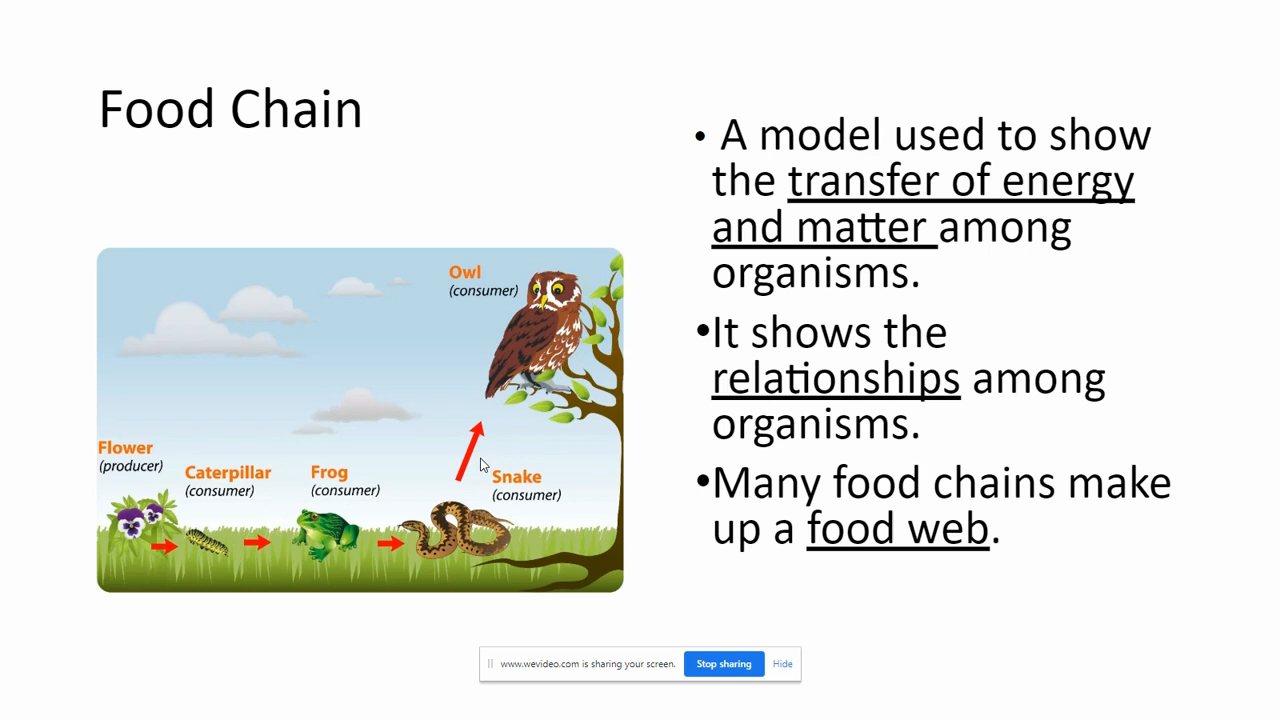 Food Chain
• A model used to show
the transfer of energy
and matter among
organisms.
•It shows the
relationships among
organisms.
•Many food chains make
up a food web.
Owl
(consumer)
Flower
(producer)
Caterpillar
(consumer)
Frog
(consumer)
Snake
(consumer)
www.wevideo.com is sharing your screen. Stop sharing Hide